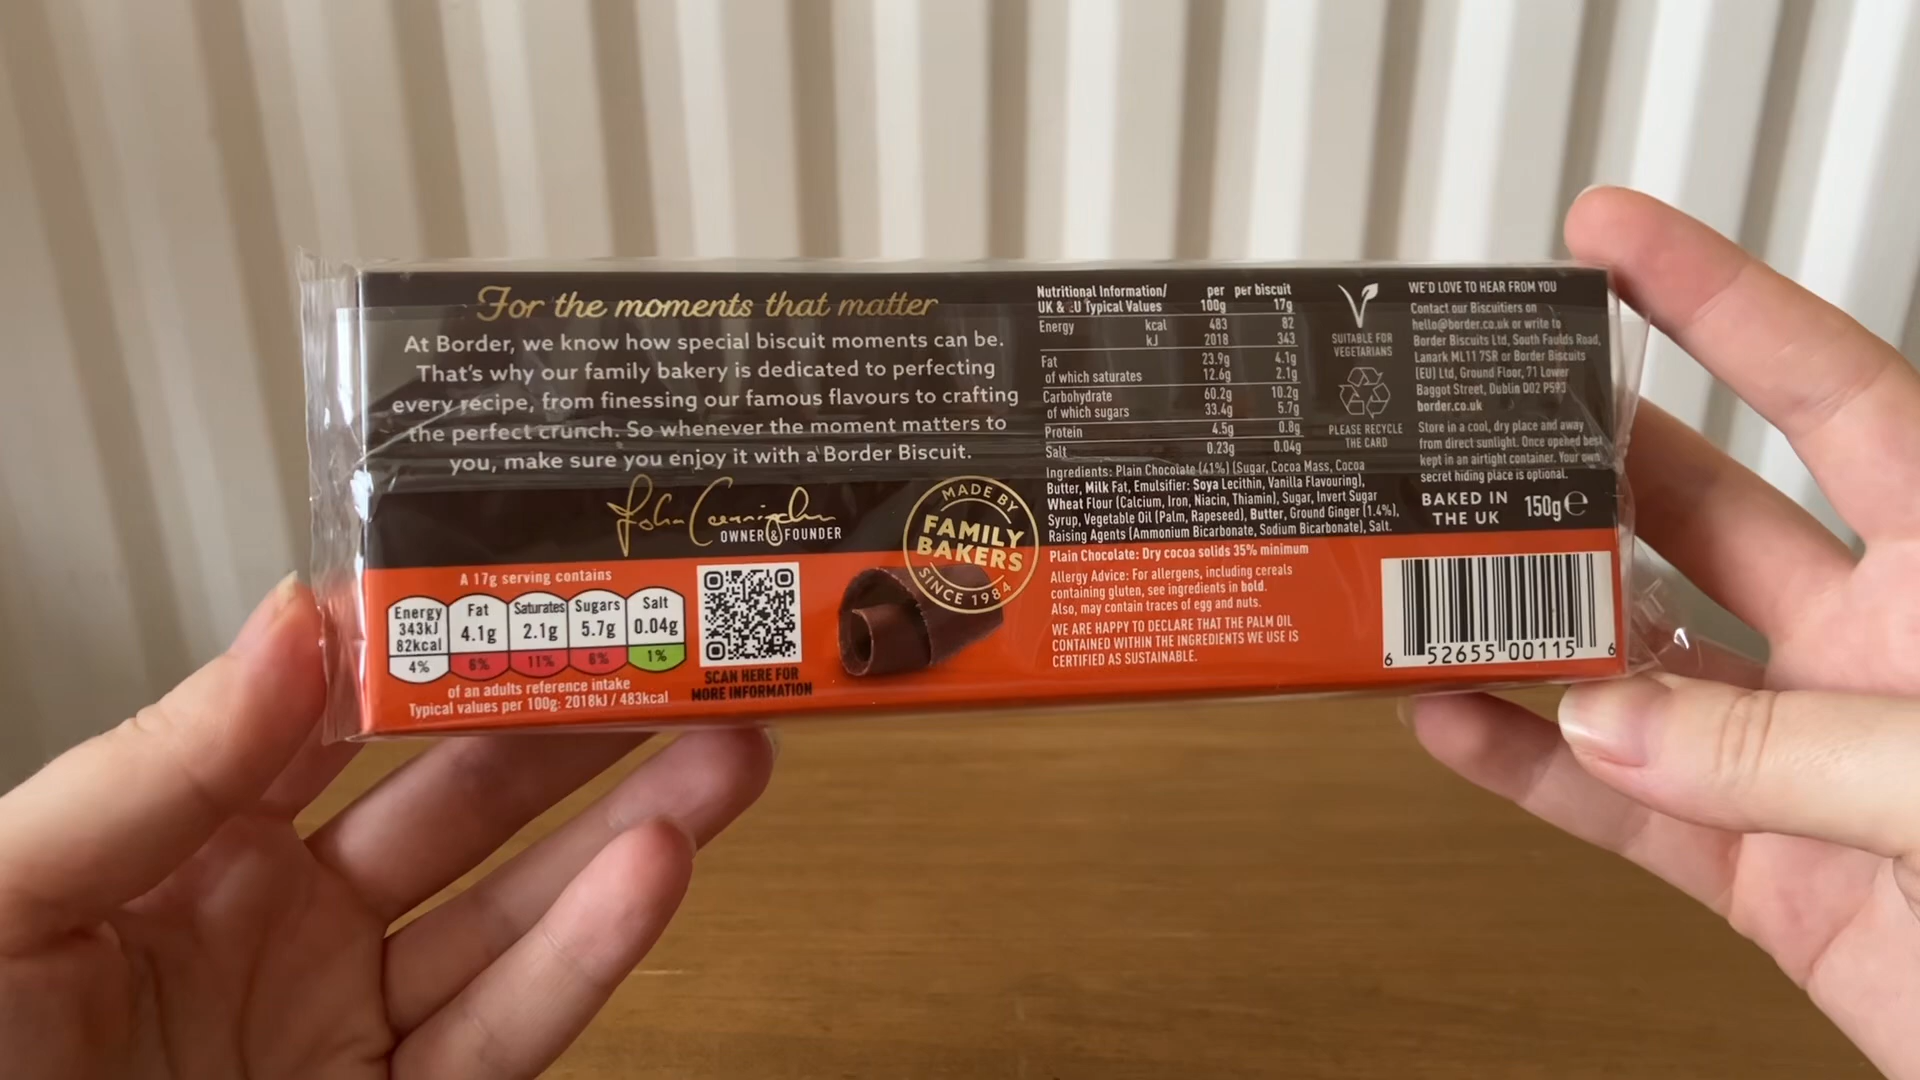 For the moments that matter
At Border, we know how special biscuit moments can be.
That's why our family bakery is dedicated to perfecting
every recipe, from finessing our famous flavours to crafting
the perfect crunch. So whenever the moment matters to
you, make sure you enjoy it with a Border Biscuit.
OWNER & FOUNDER
MADE BY
FAMILY
BAKERS
SINCE 1984
A 17g serving contains
Energy 343kJ 82kcal 4%
Fat 4.1g 6%
Saturates 2.1g 11%
Sugars 5.7g 6%
Salt 0.04g 1%
of an adults reference intake
Typical values per 100g: 2018kJ / 483kcal
SCAN HERE FOR
MORE INFORMATION
Nutritional Information/ per per biscuit
UK & EU Typical Values 100g 17g
Energy kcal 483 82
kJ 2018 343
Fat 23.9g 4.1g
of which saturates 12.6g 2.1g
Carbohydrate 60.2g 10.2g
of which sugars 33.4g 5.7g
Protein 4.5g 0.8g
Salt 0.23g 0.04g
Ingredients: Plain Chocolate (41%) (Sugar, Cocoa Mass, Cocoa
Butter, Milk Fat, Emulsifier: Soya Lecithin, Vanilla Flavouring),
Wheat Flour (Calcium, Iron, Niacin, Thiamin), Sugar, Invert Sugar
Syrup, Vegetable Oil (Palm, Rapeseed), Butter, Ground Ginger (1.4%),
Raising Agents (Ammonium Bicarbonate, Sodium Bicarbonate), Salt.
Plain Chocolate: Dry cocoa solids 35% minimum
Allergy Advice: For allergens, including cereals
containing gluten, see ingredients in bold.
Also, may contain traces of egg and nuts.
WE ARE HAPPY TO DECLARE THAT THE PALM OIL
CONTAINED WITHIN THE INGREDIENTS WE USE IS
CERTIFIED AS SUSTAINABLE.
SUITABLE FOR
VEGETARIANS
PLEASE RECYCLE
THE CARD
WE'D LOVE TO HEAR FROM YOU
Contact our Biscuitiers on
hello@border.co.uk or write to
Border Biscuits Ltd, South Faulds Road,
Lanark ML11 7SR or Border Biscuits
(EU) Ltd, Ground Floor, 71 Lower
Baggot Street, Dublin D02 P593
border.co.uk
Store in a cool, dry place and away
from direct sunlight. Once opened best
kept in an airtight container. Your own
secret hiding place is optional.
BAKED IN
THE UK
150g℮
6 52655 00115 6